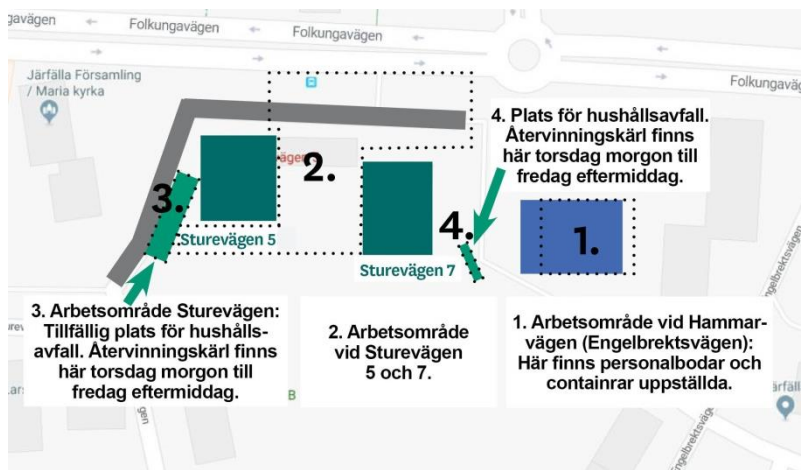 gavägen
Folkungavägen
Folkungavägen
Folkungavägen
Järfälla Församling
/ Maria kyrka
4. Plats för hushållsavfall.
Återvinningskärl finns
här torsdag morgon till
fredag eftermiddag.
2.
3.
4.
1.
Sturevägen 5
Sturevägen 7
Engelbrektsvägen
3. Arbetsområde Sturevägen:
Tillfällig plats för hushålls-
avfall. Återvinningskärl finns
här torsdag morgon till
fredag eftermiddag.
2. Arbetsområde
vid Sturevägen
5 och 7.
1. Arbetsområde vid Hammar-
vägen (Engelbrektsvägen):
Här finns personalbodar och
containrar uppställda.
B
ärfäll
Engelbrektsväg